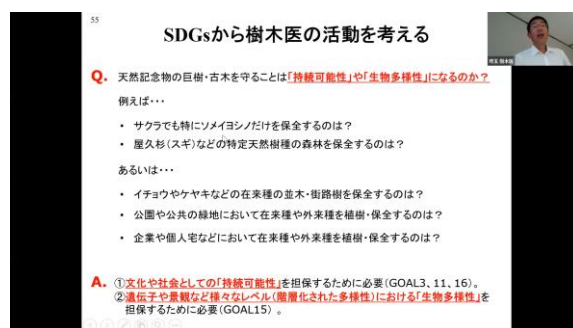 55
SDGsから樹木医の活動を考える
Q. 天然記念物の巨樹・古木を守ることは「持続可能性」や「生物多様性」になるのか?
例えば・・・
・ サクラでも特にソメイヨシノだけを保全するのは?
・ 屋久杉(スギ)などの特定天然樹種の森林を保全するのは?
あるいは・・・
・ イチョウやケヤキなどの在来種の並木・街路樹を保全するのは?
・ 公園や公共の緑地において在来種や外来種を植樹・保全するのは?
・ 企業や個人宅などにおいて在来種や外来種を植樹・保全するのは?
A. ①文化や社会としての「持続可能性」を担保するために必要(GOAL3、11、16)。
②遺伝子や景観など様々なレベル(階層化された多様性)における「生物多様性」を
担保するために必要(GOAL15) 。